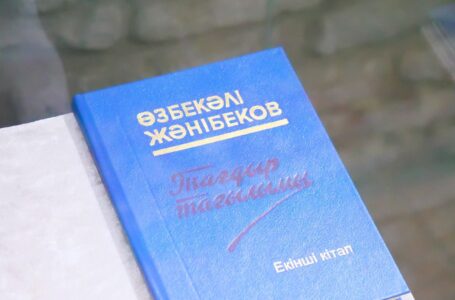 ӨЗБЕКӘЛІ
ЖӘНІБЕКОВ
Тағдыр
тағылымы
Екінші кітап